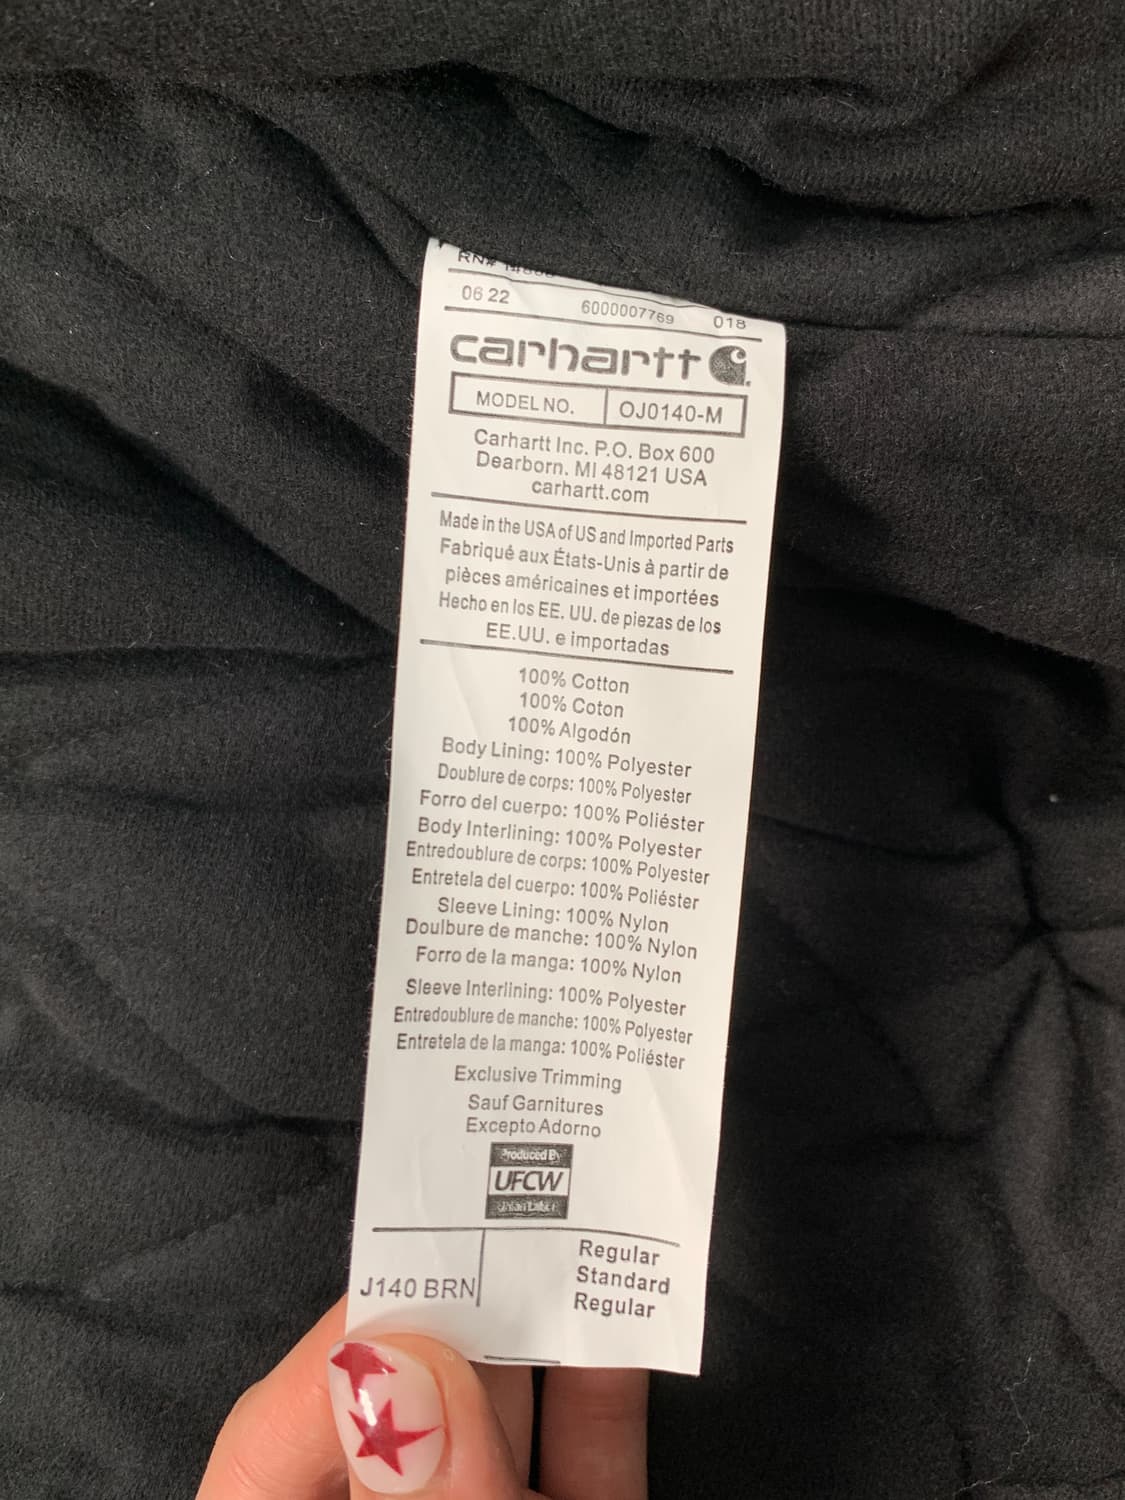 RN# 14806
06 22 6000007769 018
carhartt
MODEL NO. OJ0140-M
Carhartt Inc. P.O. Box 600
Dearborn. MI 48121 USA
carhartt.com
Made in the USA of US and Imported Parts
Fabriqué aux États-Unis à partir de
pièces américaines et importées
Hecho en los EE. UU. de piezas de los
EE.UU. e importadas
100% Cotton
100% Coton
100% Algodón
Body Lining: 100% Polyester
Doublure de corps: 100% Polyester
Forro del cuerpo: 100% Poliéster
Body Interlining: 100% Polyester
Entredoublure de corps: 100% Polyester
Entretela del cuerpo: 100% Poliéster
Sleeve Lining: 100% Nylon
Doulbure de manche: 100% Nylon
Forro de la manga: 100% Nylon
Sleeve Interlining: 100% Polyester
Entredoublure de manche: 100% Polyester
Entretela de la manga: 100% Poliéster
Exclusive Trimming
Sauf Garnitures
Excepto Adorno
Produced By
UFCW
Union Labor
J140 BRN
Regular
Standard
Regular